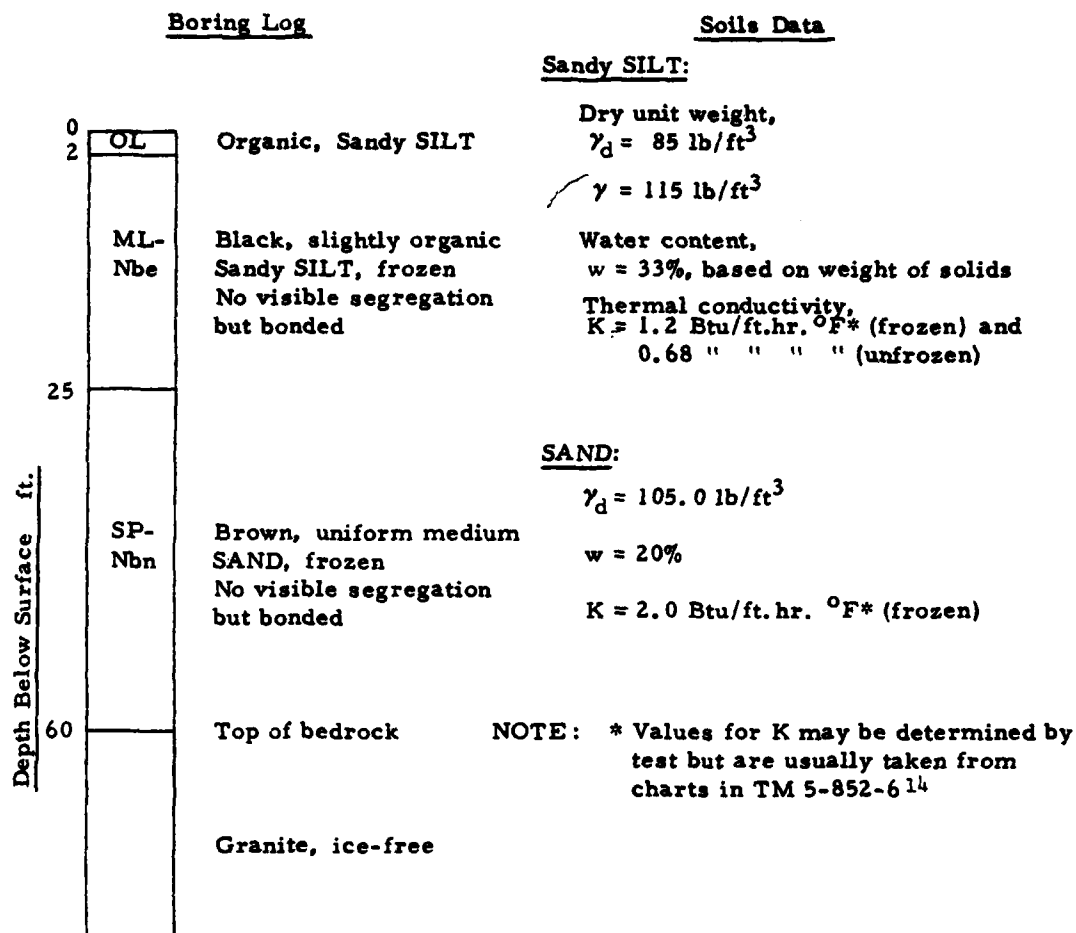 Boring Log
Soils Data
Sandy SILT:
Dry unit weight,
γd = 85 lb/ft³
γ = 115 lb/ft³
Water content,
w = 33%, based on weight of solids
Thermal conductivity,
K = 1.2 Btu/ft.hr. °F* (frozen) and
0.68 " " " " (unfrozen)
0
OL
Organic, Sandy SILT
2
ML-
Nbe
Black, slightly organic
Sandy SILT, frozen
No visible segregation
but bonded
25
SAND:
γd = 105.0 lb/ft³
w = 20%
K = 2.0 Btu/ft.hr. °F* (frozen)
SP-
Nbn
Brown, uniform medium
SAND, frozen
No visible segregation
but bonded
Depth Below Surface ft.
60
Top of bedrock
NOTE: * Values for K may be determined by
test but are usually taken from
charts in TM 5-852-6 14
Granite, ice-free